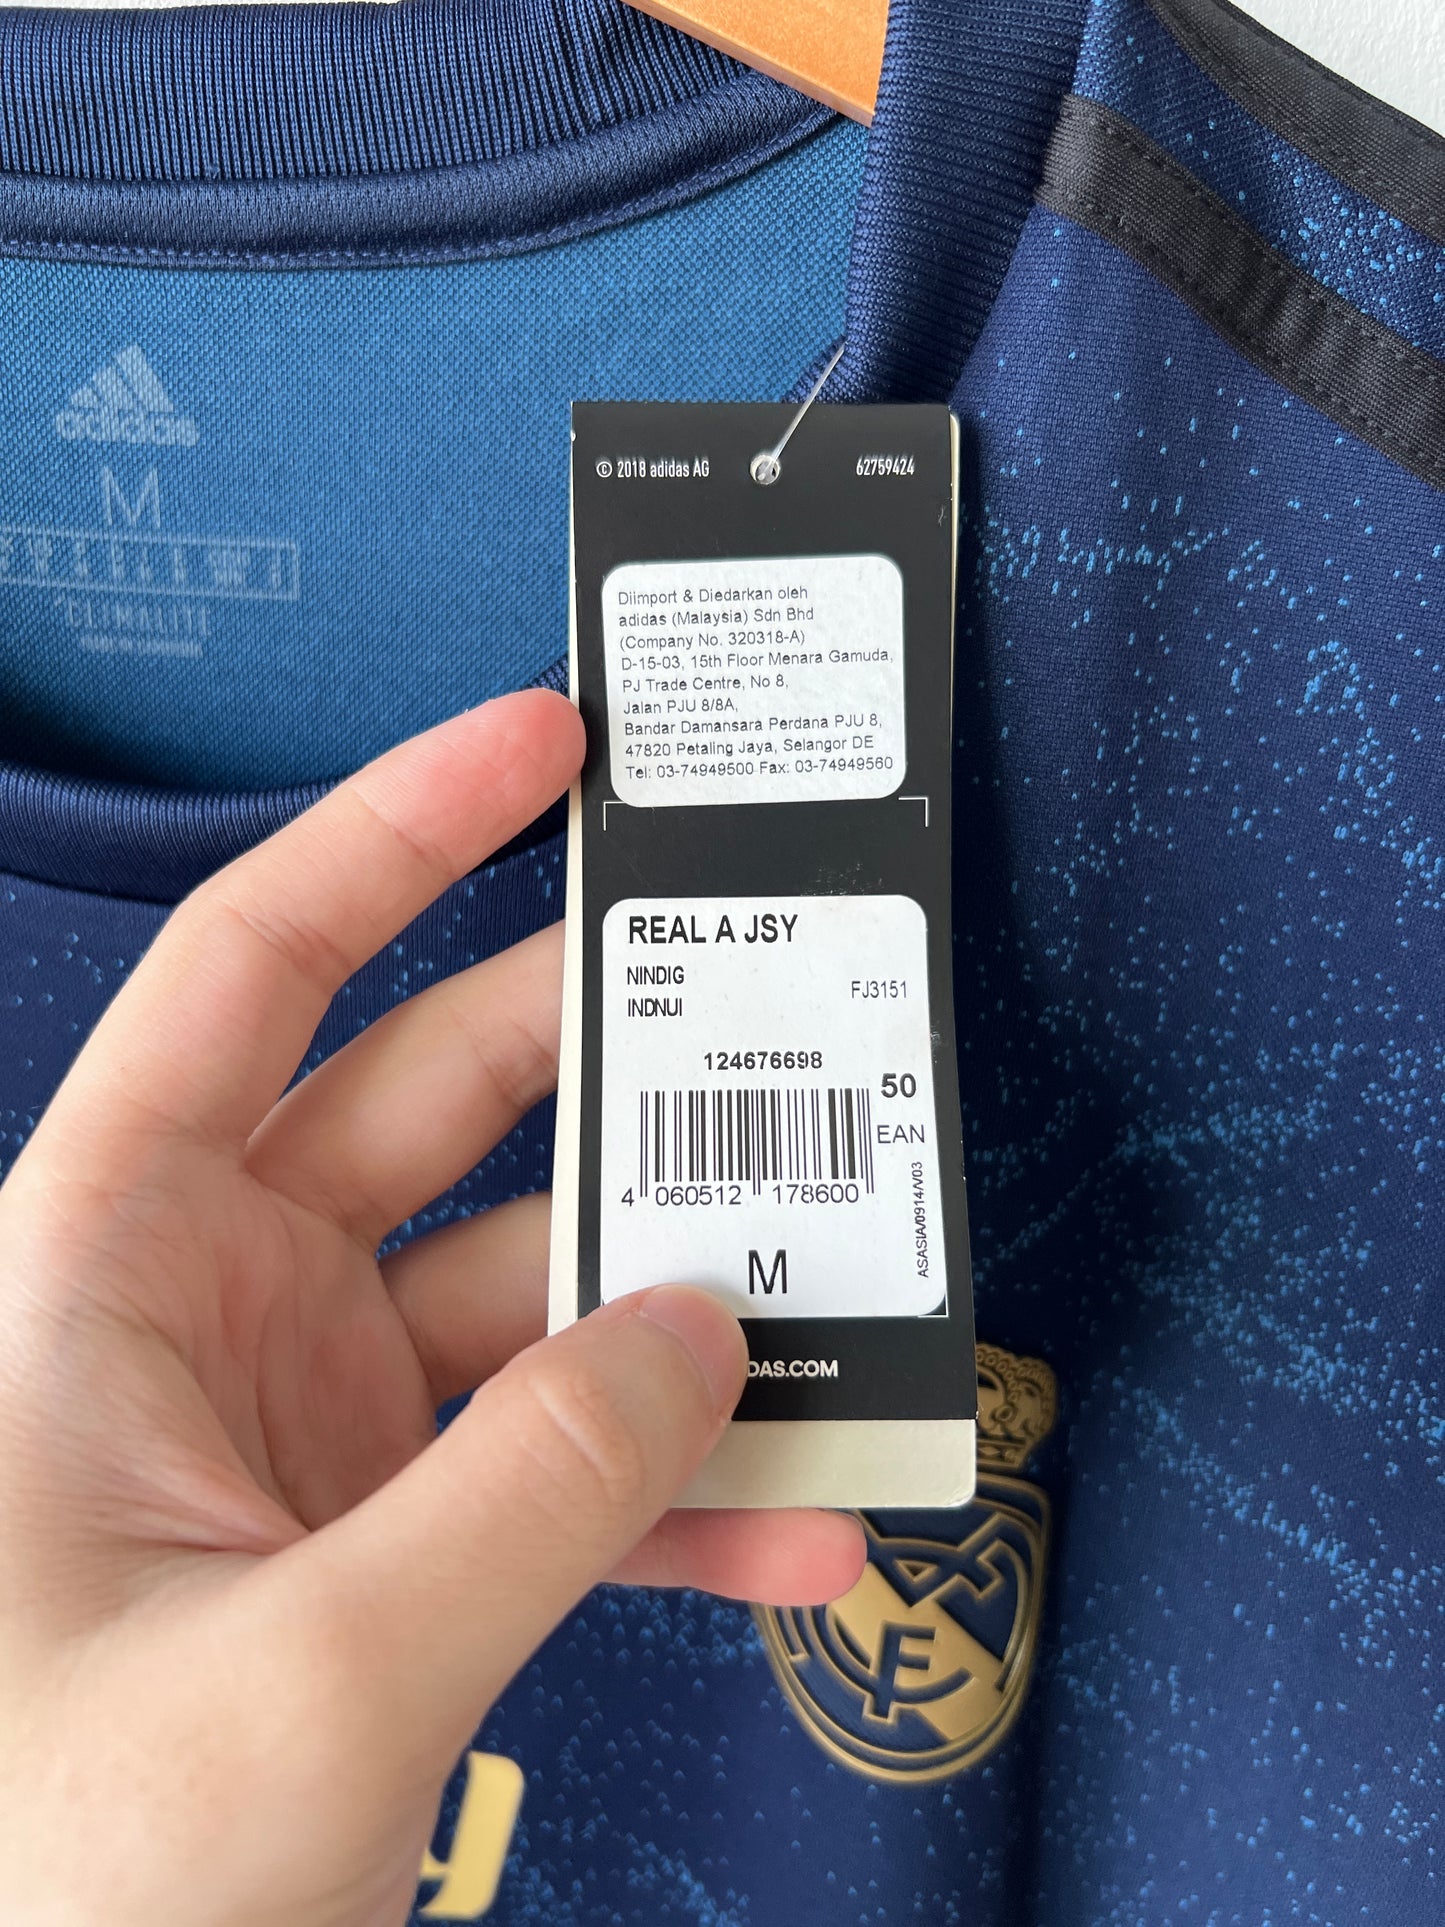 adidas
M
CLIMALITE
© 2018 adidas AG
62759424
Diimport & Diedarkan oleh
adidas (Malaysia) Sdn Bhd
(Company No. 320318-A)
D-15-03, 15th Floor Menara Gamuda,
PJ Trade Centre, No 8,
Jalan PJU 8/8A,
Bandar Damansara Perdana PJU 8,
47820 Petaling Jaya, Selangor DE
Tel: 03-74949500 Fax: 03-74949560
REAL A JSY
NINDIG
INDNUI
FJ3151
124676698
50
EAN
4 060512 178600
ASASIA/0914/V03
M
DAS.COM